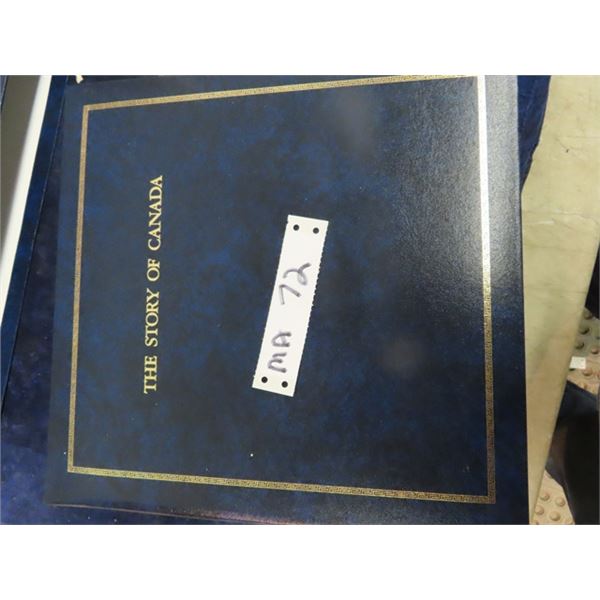 THE STORY OF CANADA
MA 72